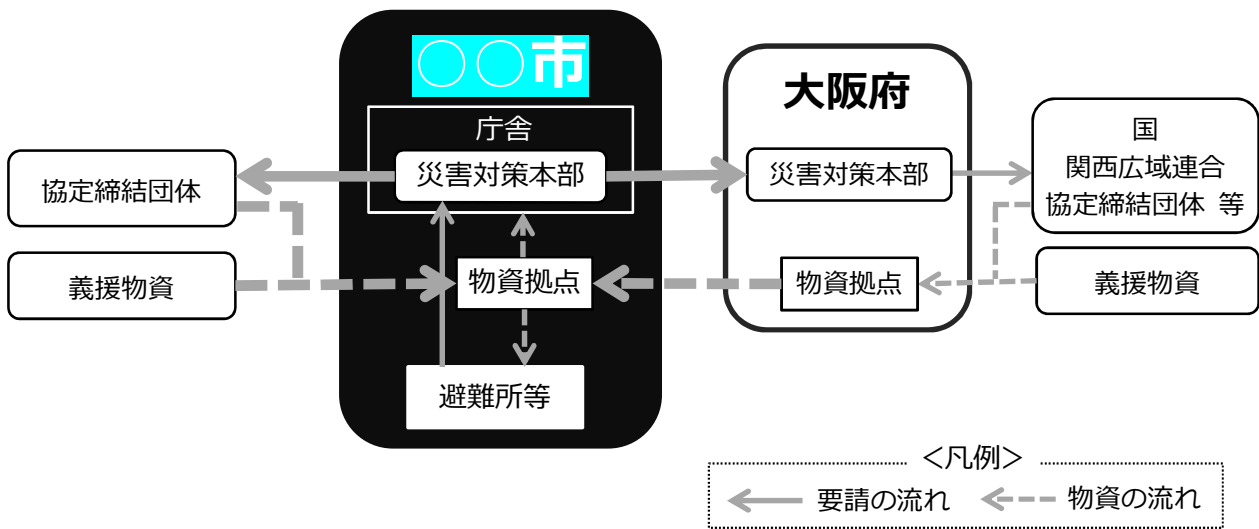 ○○市
庁舎
災害対策本部
協定締結団体
義援物資
物資拠点
避難所等
大阪府
災害対策本部
物資拠点
国
関西広域連合
協定締結団体 等
義援物資
<凡例>
要請の流れ
物資の流れ